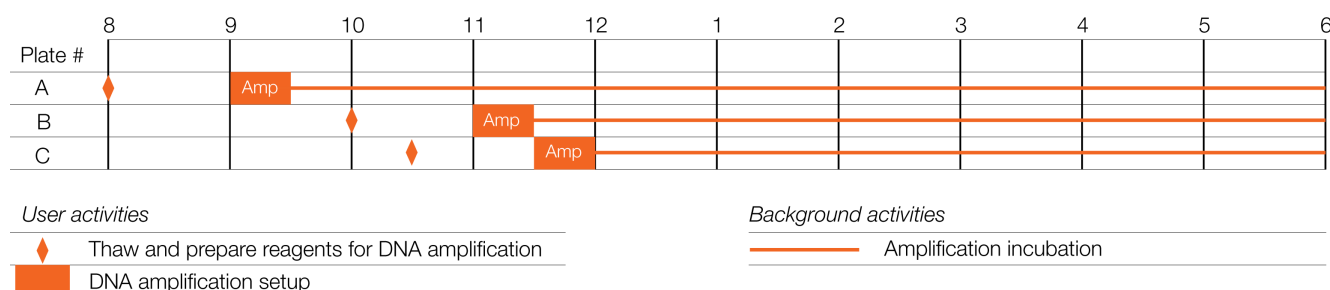 8 9 10 11 12 1 2 3 4 5 6
Plate #
A Amp
B Amp
C Amp
User activities
Thaw and prepare reagents for DNA amplification
DNA amplification setup
Background activities
Amplification incubation